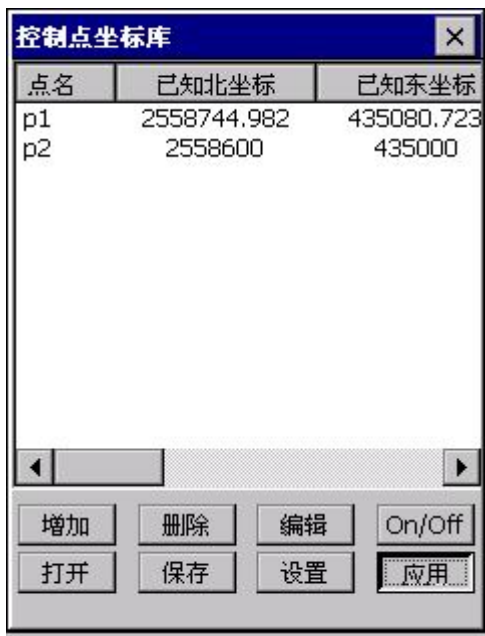 控制点坐标库
点名 已知北坐标 已知东坐标
p1 2558744.982 435080.723
p2 2558600 435000
增加 删除 编辑 On/Off
打开 保存 设置 应用